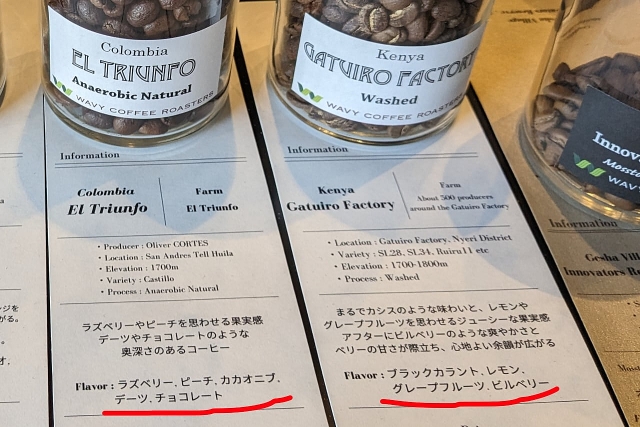 Colombia
EL TRIUNFO
Anaerobic Natural
WAVY COFFEE ROASTERS
Kenya
GATUIRO FACTORY
Washed
WAVY COFFEE ROASTERS
Information
Colombia
El Triunfo
Farm
El Triunfo
• Producer : Oliver CORTES
• Location : San Andres Tell Huila
• Elevation : 1700m
• Variety : Castillo
• Process : Anaerobic Natural
ラズベリーやピーチを思わせる果実感
デーツやチョコレートのような
奥深さのあるコーヒー
Flavor : ラズベリー、ピーチ、カカオニブ、
デーツ、チョコレート
Information
Kenya
Gatuiro Factory
Farm
About 500 producers
around the Gatuiro Factory
• Location : Gatuiro Factory, Nyeri District
• Variety : SL28, SL34, Ruiru11 etc
• Elevation : 1700-1800m
• Process : Washed
まるでカシスのような味わいと、レモンや
グレープフルーツを思わせるジューシーな果実感
アフターにビルベリーのような爽やかさと
ベリーの甘さが際立ち、心地よい余韻が広がる
Flavor : ブラックカラント、レモン、
グレープフルーツ、ビルベリー
Innov
WAVY
Information
Gesha Vill
Innovators R